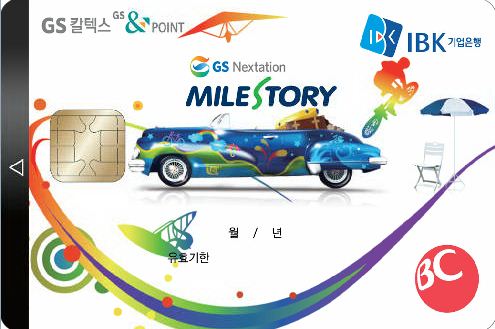 GS 칼텍스 GS & POINT
IBK 기업은행
GS Nextation
MILESTORY
월 / 년
유효기한
BC